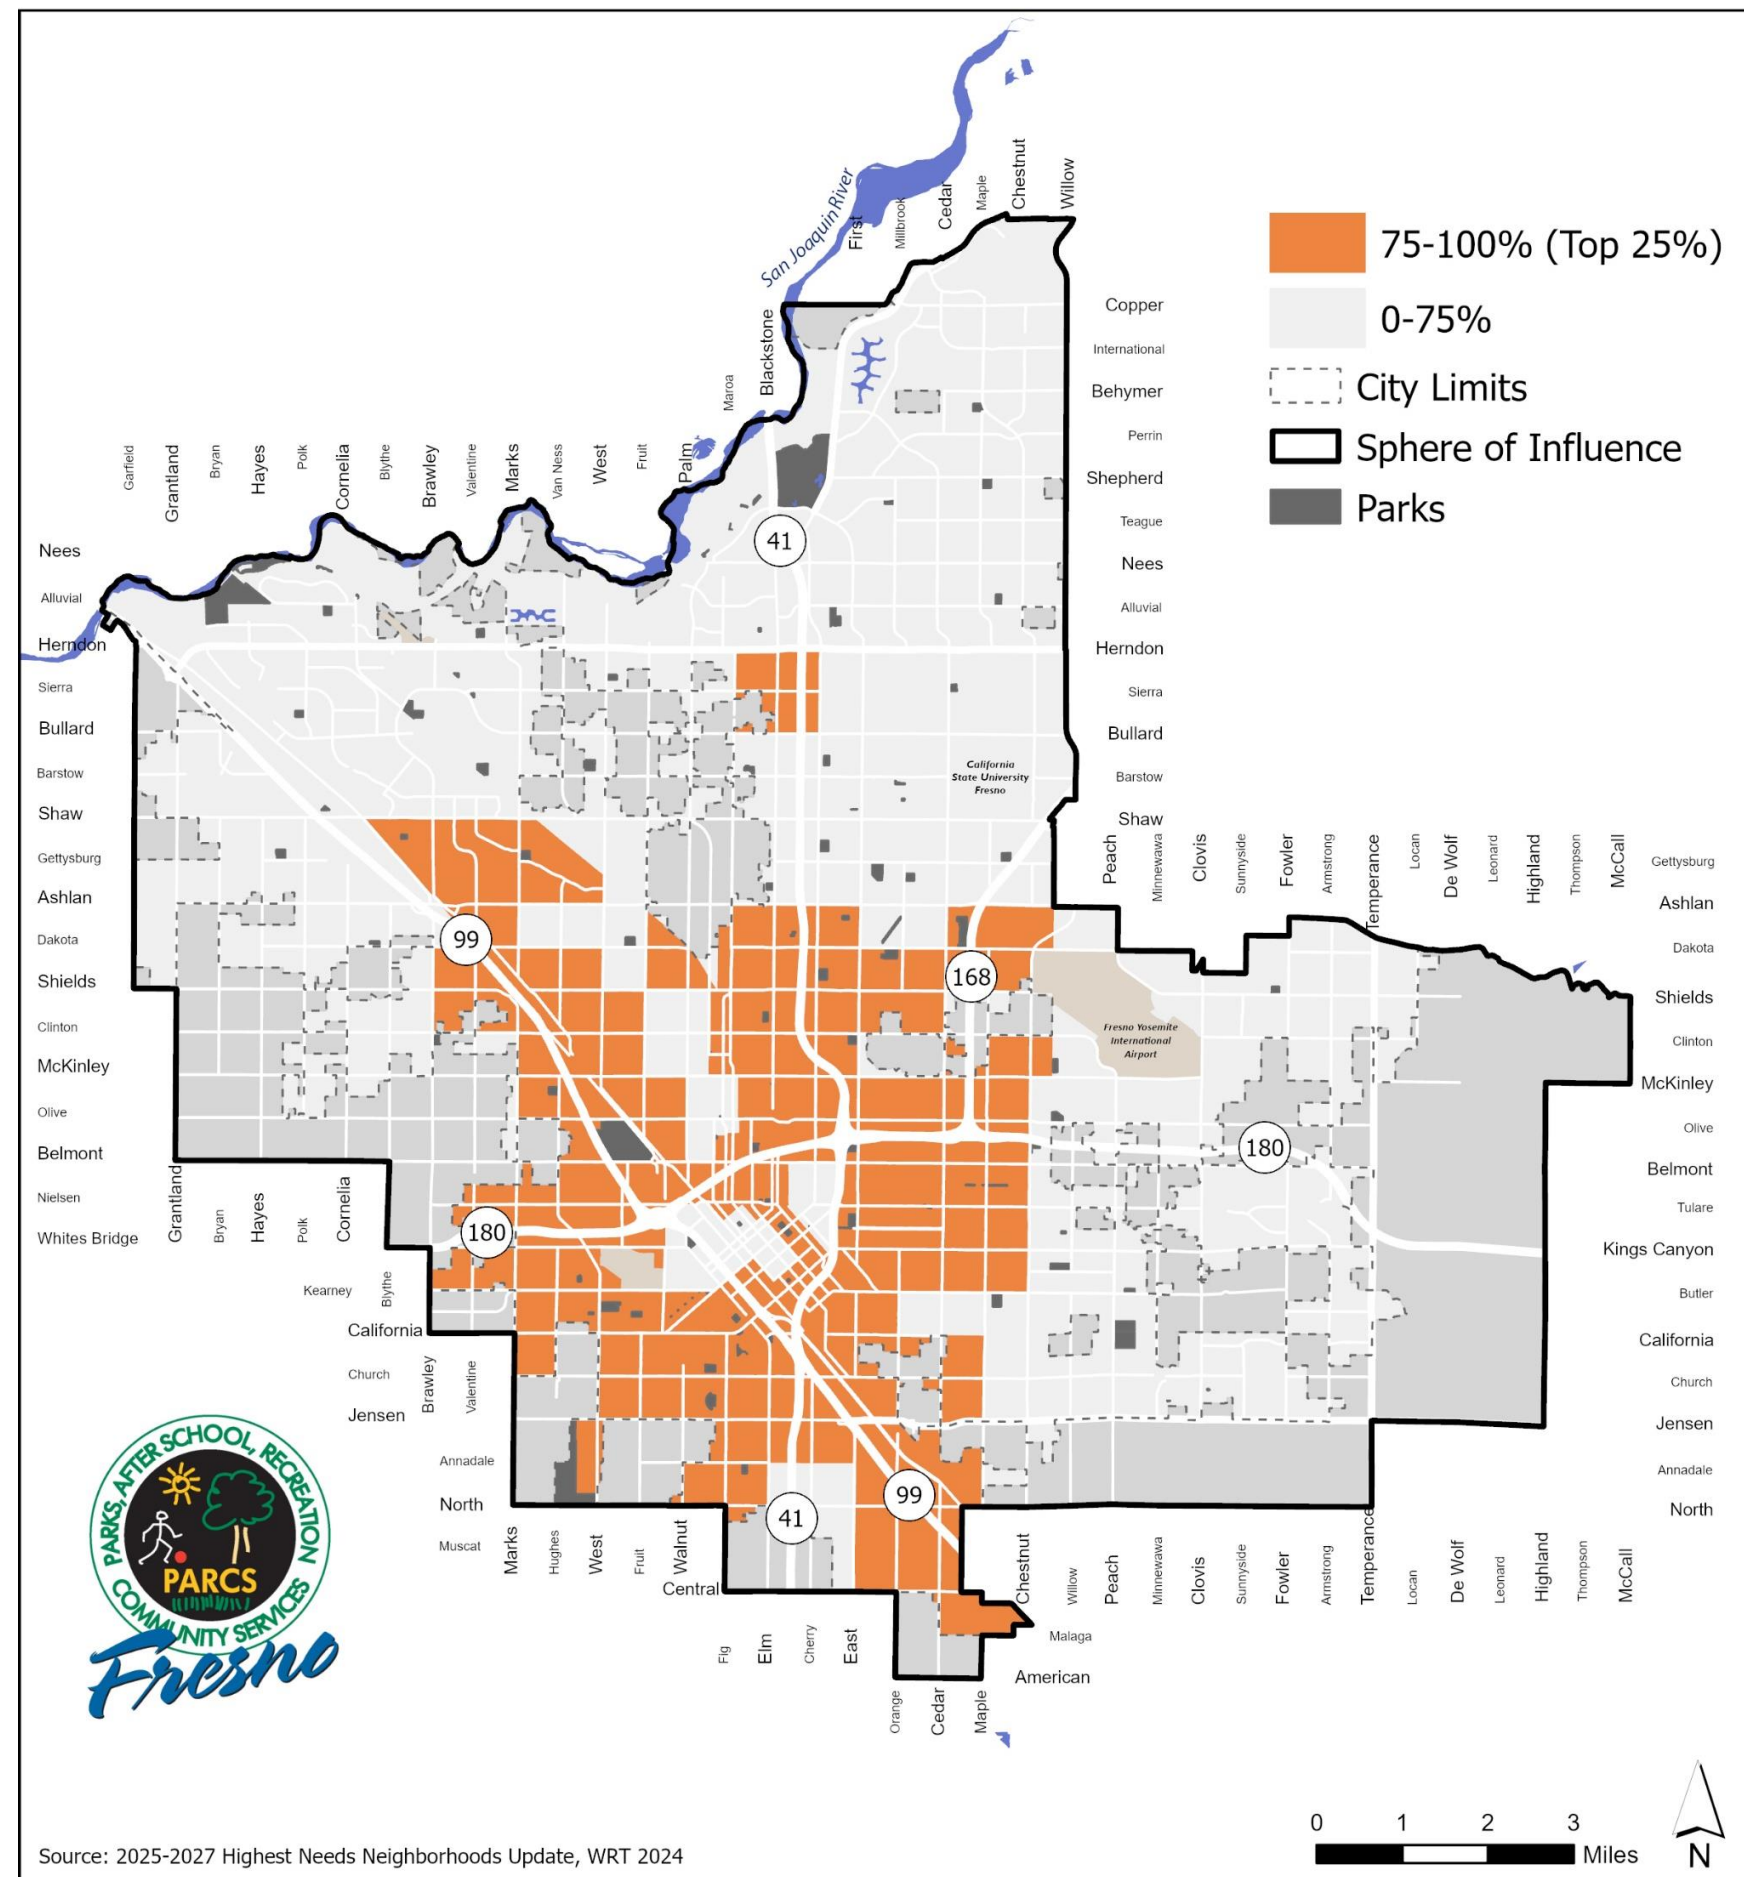 San Joaquin River
First
Millbrook
Cedar
Maple
Chestnut
Willow
75-100% (Top 25%)
0-75%
City Limits
Sphere of Influence
Parks
Maroa
Blackstone
Copper
International
Behymer
Perrin
Shepherd
Teague
Nees
Alluvial
Herndon
Sierra
Bullard
Barstow
Shaw
Garfield
Grantland
Bryan
Hayes
Polk
Cornelia
Blythe
Brawley
Valentine
Marks
Van Ness
West
Fruit
Palm
Nees
Alluvial
Herndon
Sierra
Bullard
Barstow
Shaw
Gettysburg
Ashlan
Dakota
Shields
Clinton
McKinley
Olive
Belmont
Nielsen
Whites Bridge
41
California
State University
Fresno
Peach
Minnewawa
Clovis
Sunnyside
Fowler
Armstrong
Temperance
Locan
De Wolf
Leonard
Highland
Thompson
McCall
Gettysburg
Ashlan
Dakota
Shields
Clinton
McKinley
Olive
Belmont
Tulare
Kings Canyon
Butler
California
Church
Jensen
Annadale
North
99
168
Fresno Yosemite
International
Airport
180
180
Grantland
Bryan
Hayes
Polk
Cornelia
Kearney
Blythe
California
Church
Brawley
Valentine
Jensen
Annadale
North
Muscat
99
41
Marks
Hughes
West
Fruit
Walnut
Central
Chestnut
Willow
Peach
Minnewawa
Clovis
Sunnyside
Fowler
Armstrong
Temperance
Locan
De Wolf
Leonard
Highland
Thompson
McCall
Fig
Elm
Cherry
East
Malaga
American
Orange
Cedar
Maple
PARKS, AFTER SCHOOL, RECREATION
PARCS
COMMUNITY SERVICES
Fresno
0 1 2 3
Miles
N
Source: 2025-2027 Highest Needs Neighborhoods Update, WRT 2024